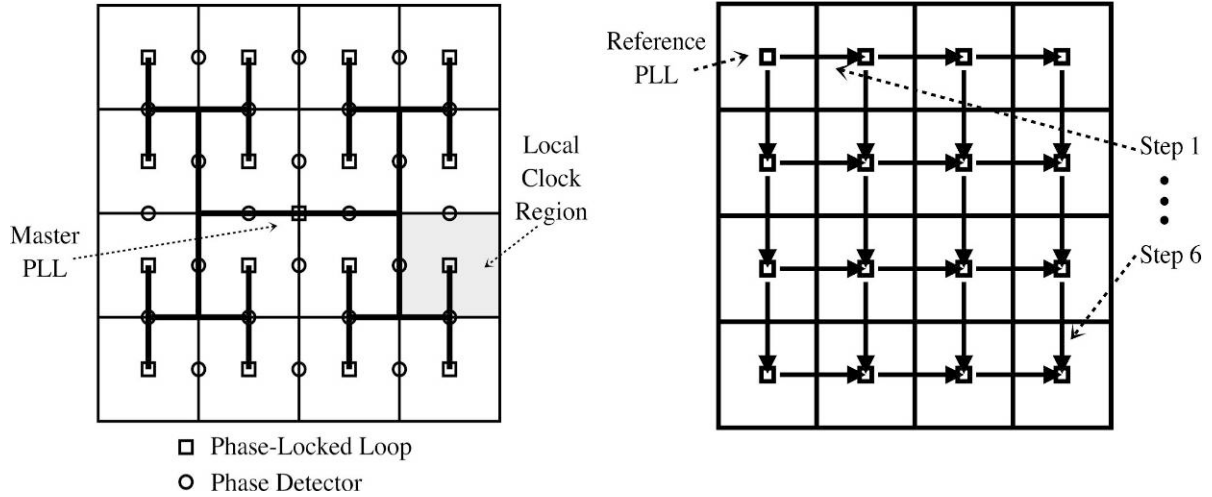 Local
Clock
Region
Master
PLL
Phase-Locked Loop
Phase Detector
Reference
PLL
Step 1
Step 6